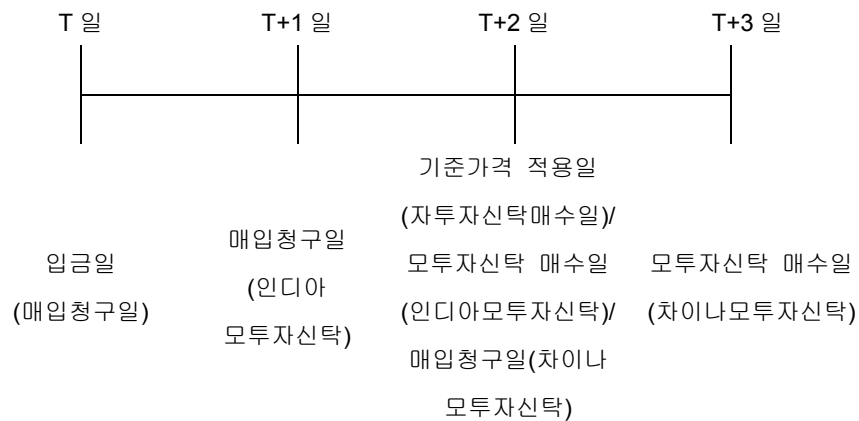 T 일
T+1 일
T+2 일
T+3 일
입금일
(매입청구일)
매입청구일
(인디아
모투자신탁)
기준가격 적용일
(자투자신탁매수일)/
모투자신탁 매수일
(인디아모투자신탁)/
매입청구일(차이나
모투자신탁)
모투자신탁 매수일
(차이나모투자신탁)